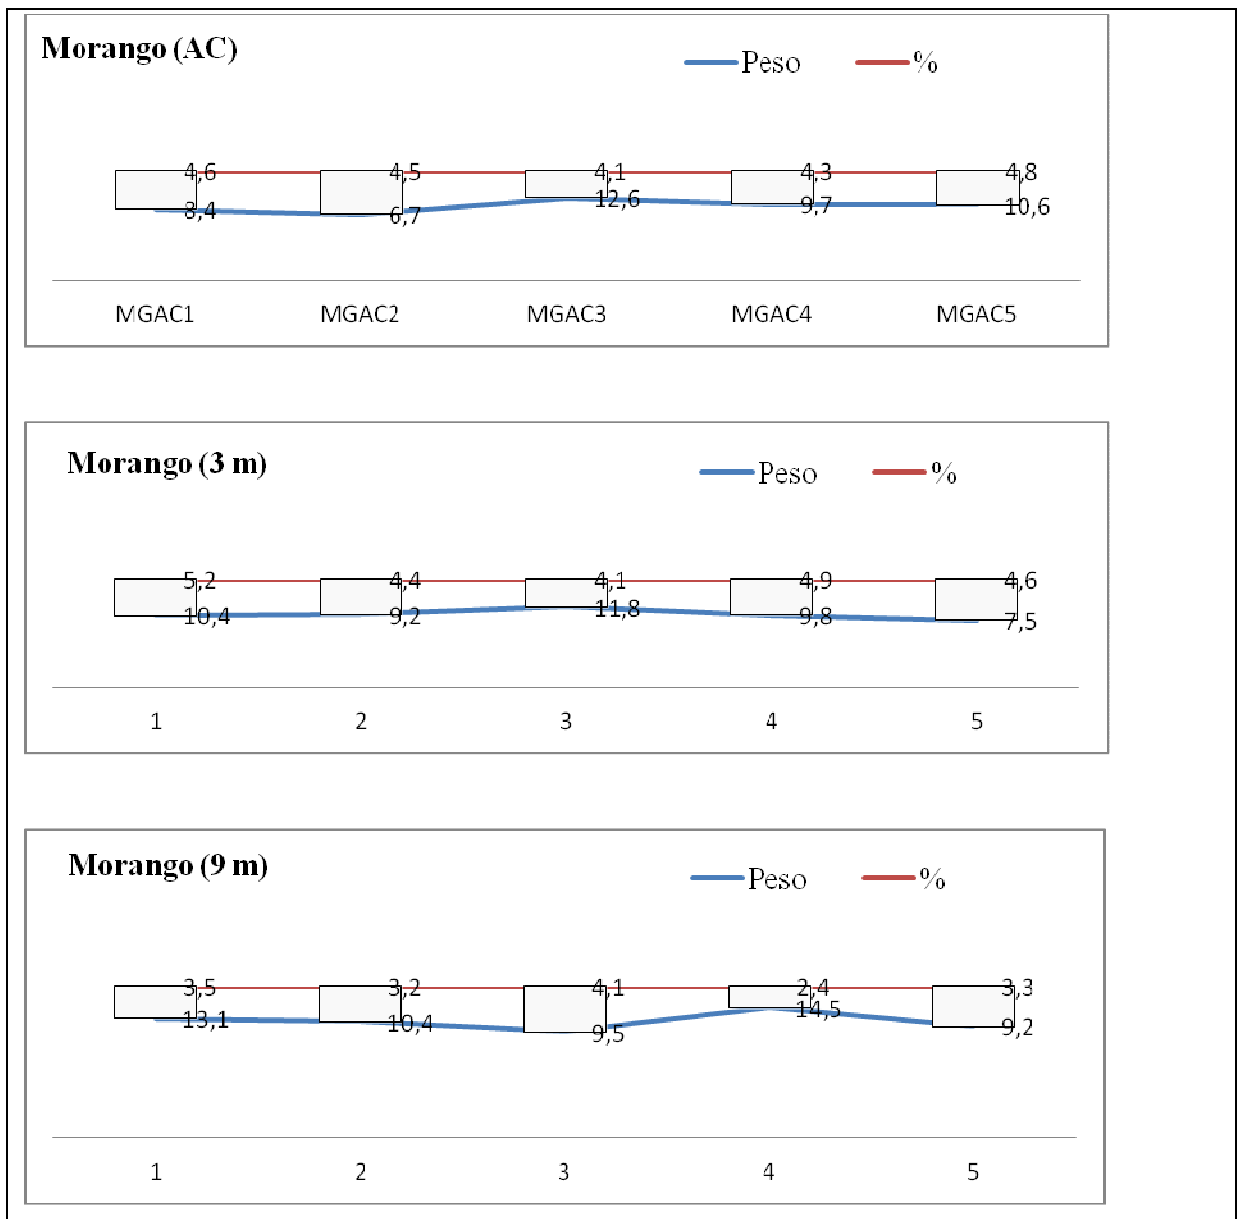 Morango (AC)
Peso %
4,6 4,5 4,1 4,3 4,8
8,4 6,7 12,6 9,7 10,6
MGAC1 MGAC2 MGAC3 MGAC4 MGAC5
Morango (3 m)
Peso %
5,2 4,4 4,1 4,9 4,6
10,4 9,2 11,8 9,8 7,5
1 2 3 4 5
Morango (9 m)
Peso %
3,5 3,2 4,1 2,4 3,3
13,1 10,4 9,5 14,5 9,2
1 2 3 4 5